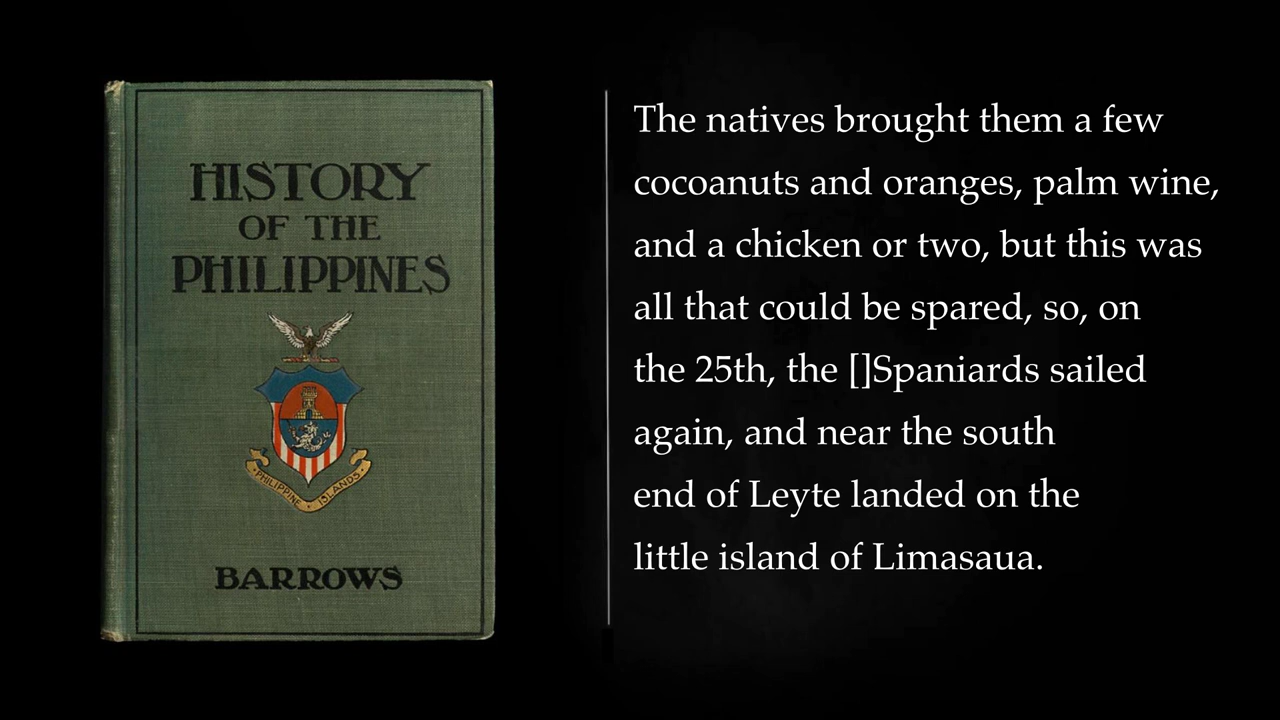 HISTORY
OF THE
PHILIPPINES
PHILIPPINE ISLANDS
BARROWS
The natives brought them a few
cocoanuts and oranges, palm wine,
and a chicken or two, but this was
all that could be spared, so, on
the 25th, the []Spaniards sailed
again, and near the south
end of Leyte landed on the
little island of Limasaua.